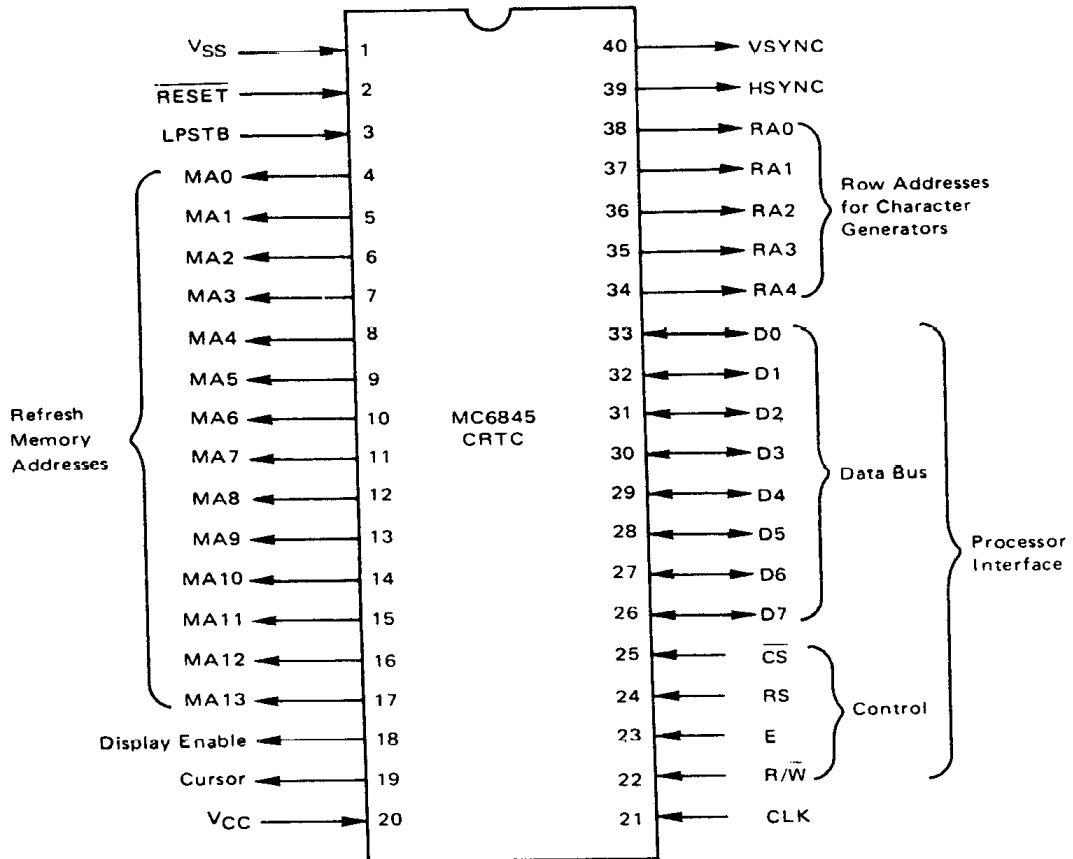 VSS 1
RESET 2
LPSTB 3
MA0 4
MA1 5
MA2 6
MA3 7
MA4 8
MA5 9
MA6 10
MA7 11
MA8 12
MA9 13
MA10 14
MA11 15
MA12 16
MA13 17
Display Enable 18
Cursor 19
VCC 20
Refresh
Memory
Addresses
MC6845
CRTC
40 VSYNC
39 HSYNC
38 RA0
37 RA1
36 RA2
35 RA3
34 RA4
33 D0
32 D1
31 D2
30 D3
29 D4
28 D5
27 D6
26 D7
25 CS
24 RS
23 E
22 R/W
21 CLK
Row Addresses
for Character
Generators
Data Bus
Control
Processor
Interface